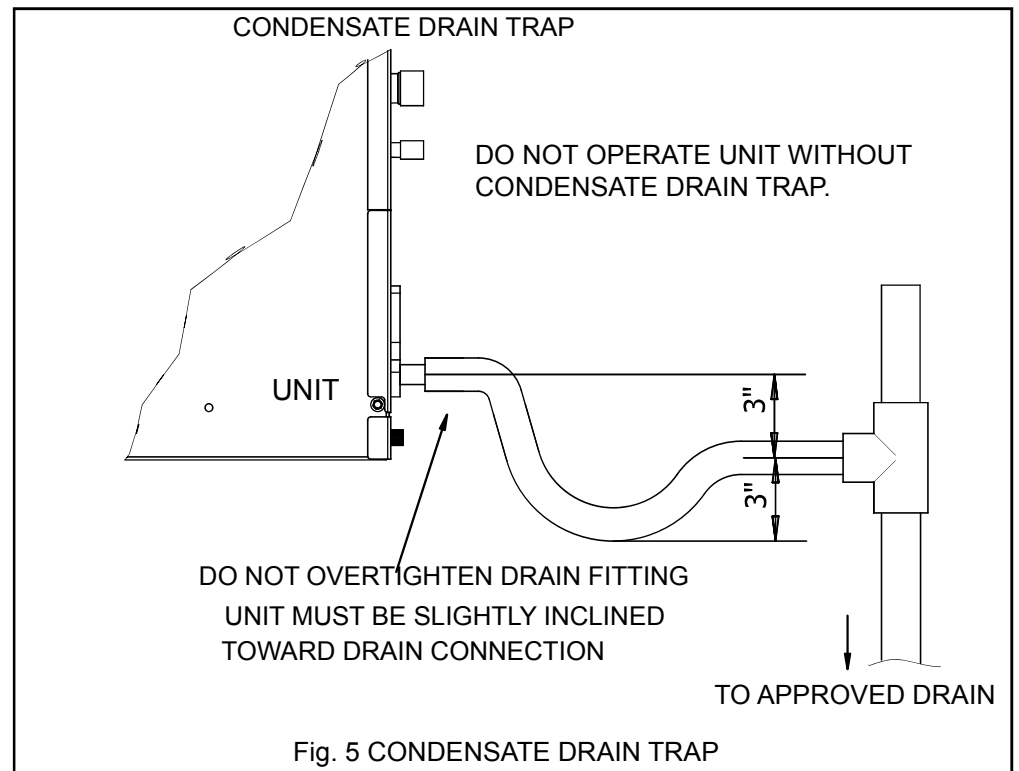 CONDENSATE DRAIN TRAP
DO NOT OPERATE UNIT WITHOUT
CONDENSATE DRAIN TRAP.
UNIT
3"
3"
DO NOT OVERTIGHTEN DRAIN FITTING
UNIT MUST BE SLIGHTLY INCLINED
TOWARD DRAIN CONNECTION
TO APPROVED DRAIN
Fig. 5 CONDENSATE DRAIN TRAP